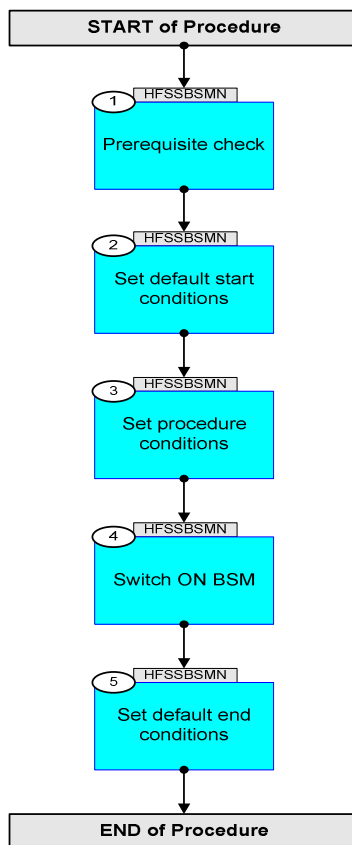 START of Procedure
HFSSBSMN
1
Prerequisite check
HFSSBSMN
2
Set default start
conditions
HFSSBSMN
3
Set procedure
conditions
HFSSBSMN
4
Switch ON BSM
HFSSBSMN
5
Set default end
conditions
END of Procedure